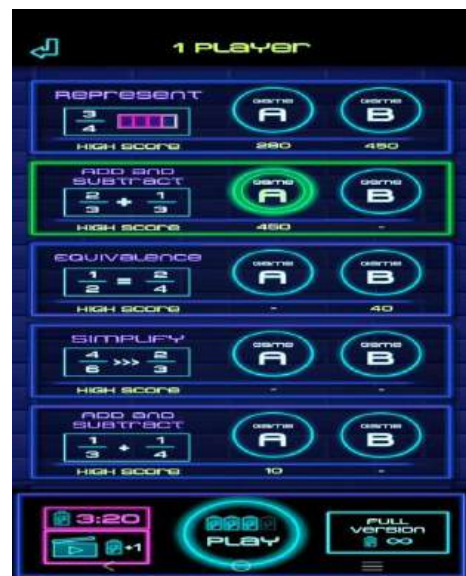 1 PLAYER
REPRESENT
3
4
GAME A
GAME B
HIGH SCORE 280 450
ADD AND
SUBTRACT
2 + 1
3 3
GAME A
GAME B
HIGH SCORE 450 -
EQUIVALENCE
1 = 2
2 4
GAME A
GAME B
HIGH SCORE - 40
SIMPLIFY
4 >>> 2
6 3
GAME A
GAME B
HIGH SCORE - -
ADD AND
SUBTRACT
1 + 1
3 4
GAME A
GAME B
HIGH SCORE 10 -
3:20
+1
PLAY
FULL
VERSION
∞